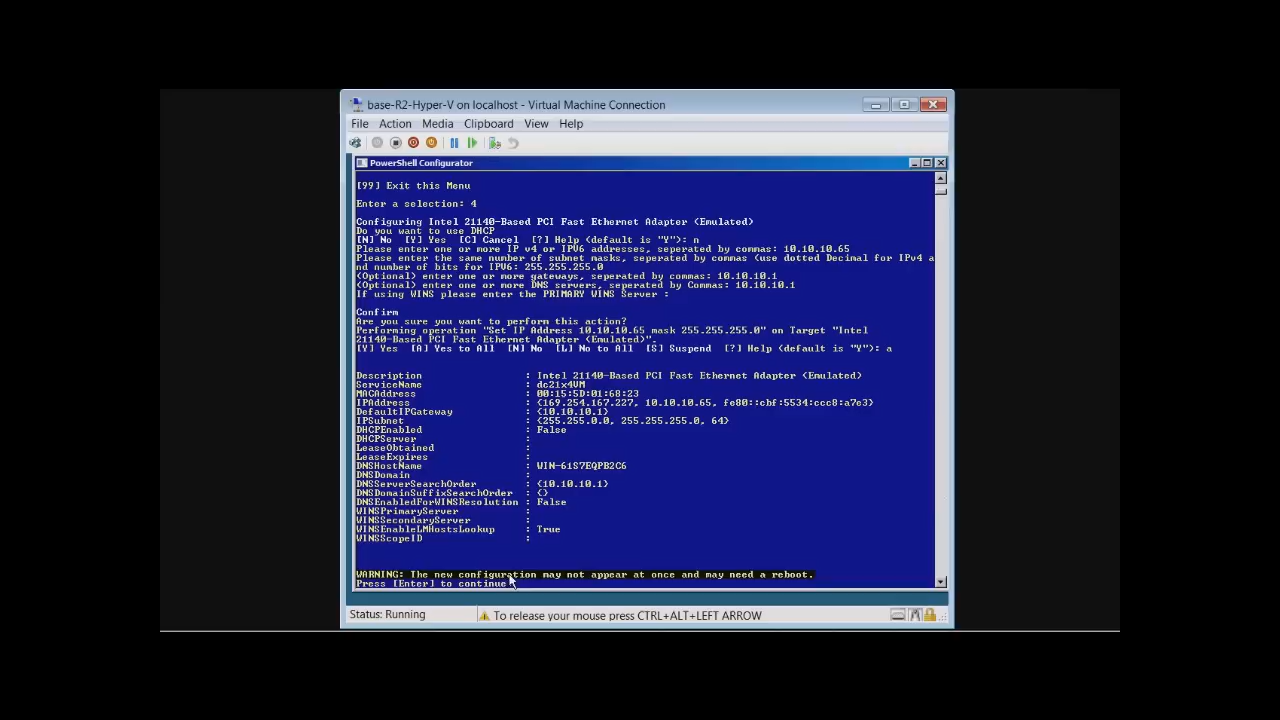 base-R2-Hyper-V on localhost - Virtual Machine Connection
File Action Media Clipboard View Help
PowerShell Configurator
[99] Exit this Menu
Enter a selection: 4
Configuring Intel 21140-Based PCI Fast Ethernet Adapter (Emulated)
Do you want to use DHCP
[N] No [Y] Yes [C] Cancel [?] Help (default is "Y"): n
Please enter one or more IP v4 or IPV6 addresses, seperated by commas: 10.10.10.65
Please enter the same number of subnet masks, seperated by commas (use dotted Decimal for IPv4 a
nd number of bits for IPV6: 255.255.255.0
(Optional) enter one or more gateways, seperated by commas: 10.10.10.1
(Optional) enter one or more DNS servers, seperated by Commas: 10.10.10.1
If using WINS please enter the PRIMARY WINS Server :
Confirm
Are you sure you want to perform this action?
Performing operation "Set IP Address 10.10.10.65 mask 255.255.255.0" on Target "Intel
21140-Based PCI Fast Ethernet Adapter (Emulated)".
[Y] Yes [A] Yes to All [N] No [L] No to All [S] Suspend [?] Help (default is "Y"): a
Description : Intel 21140-Based PCI Fast Ethernet Adapter (Emulated)
ServiceName : dc21x4VM
MACAddress : 00:15:5D:01:68:23
IPAddress : {169.254.167.227, 10.10.10.65, fe80::cbf:5534:ccc8:a7e3}
DefaultIPGateway : {10.10.10.1}
IPSubnet : {255.255.0.0, 255.255.255.0, 64}
DHCPEnabled : False
DHCPServer :
LeaseObtained :
LeaseExpires :
DNSHostName : WIN-61S7EQPB2C6
DNSDomain :
DNSServerSearchOrder : {10.10.10.1}
DNSDomainSuffixSearchOrder : {}
DNSEnabledForWINSResolution : False
WINSPrimaryServer :
WINSSecondaryServer :
WINSEnableLMHostsLookup : True
WINSScopeID :
WARNING: The new configuration may not appear at once and may need a reboot.
Press [Enter] to continue
Status: Running
To release your mouse press CTRL+ALT+LEFT ARROW